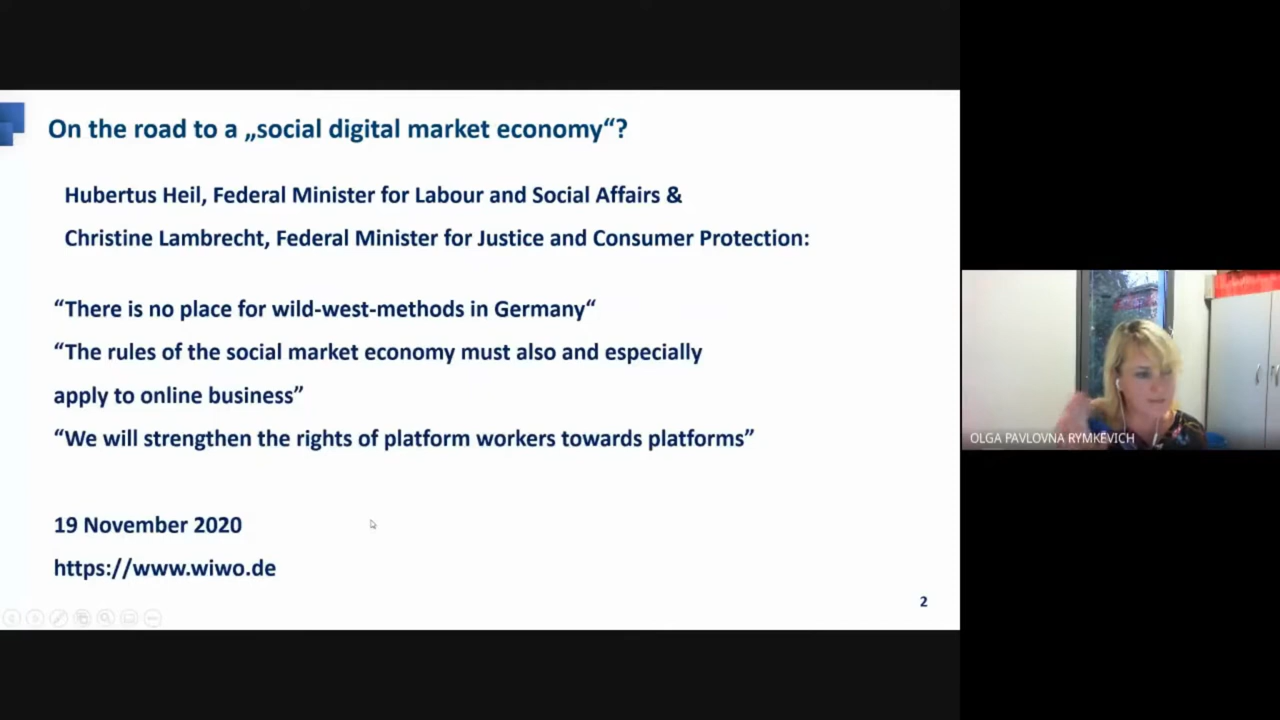 On the road to a „social digital market economy“?
Hubertus Heil, Federal Minister for Labour and Social Affairs &
Christine Lambrecht, Federal Minister for Justice and Consumer Protection:
“There is no place for wild-west-methods in Germany“
“The rules of the social market economy must also and especially
apply to online business”
“We will strengthen the rights of platform workers towards platforms”
19 November 2020
https://www.wiwo.de
2
OLGA PAVLOVNA RYMKEVICH